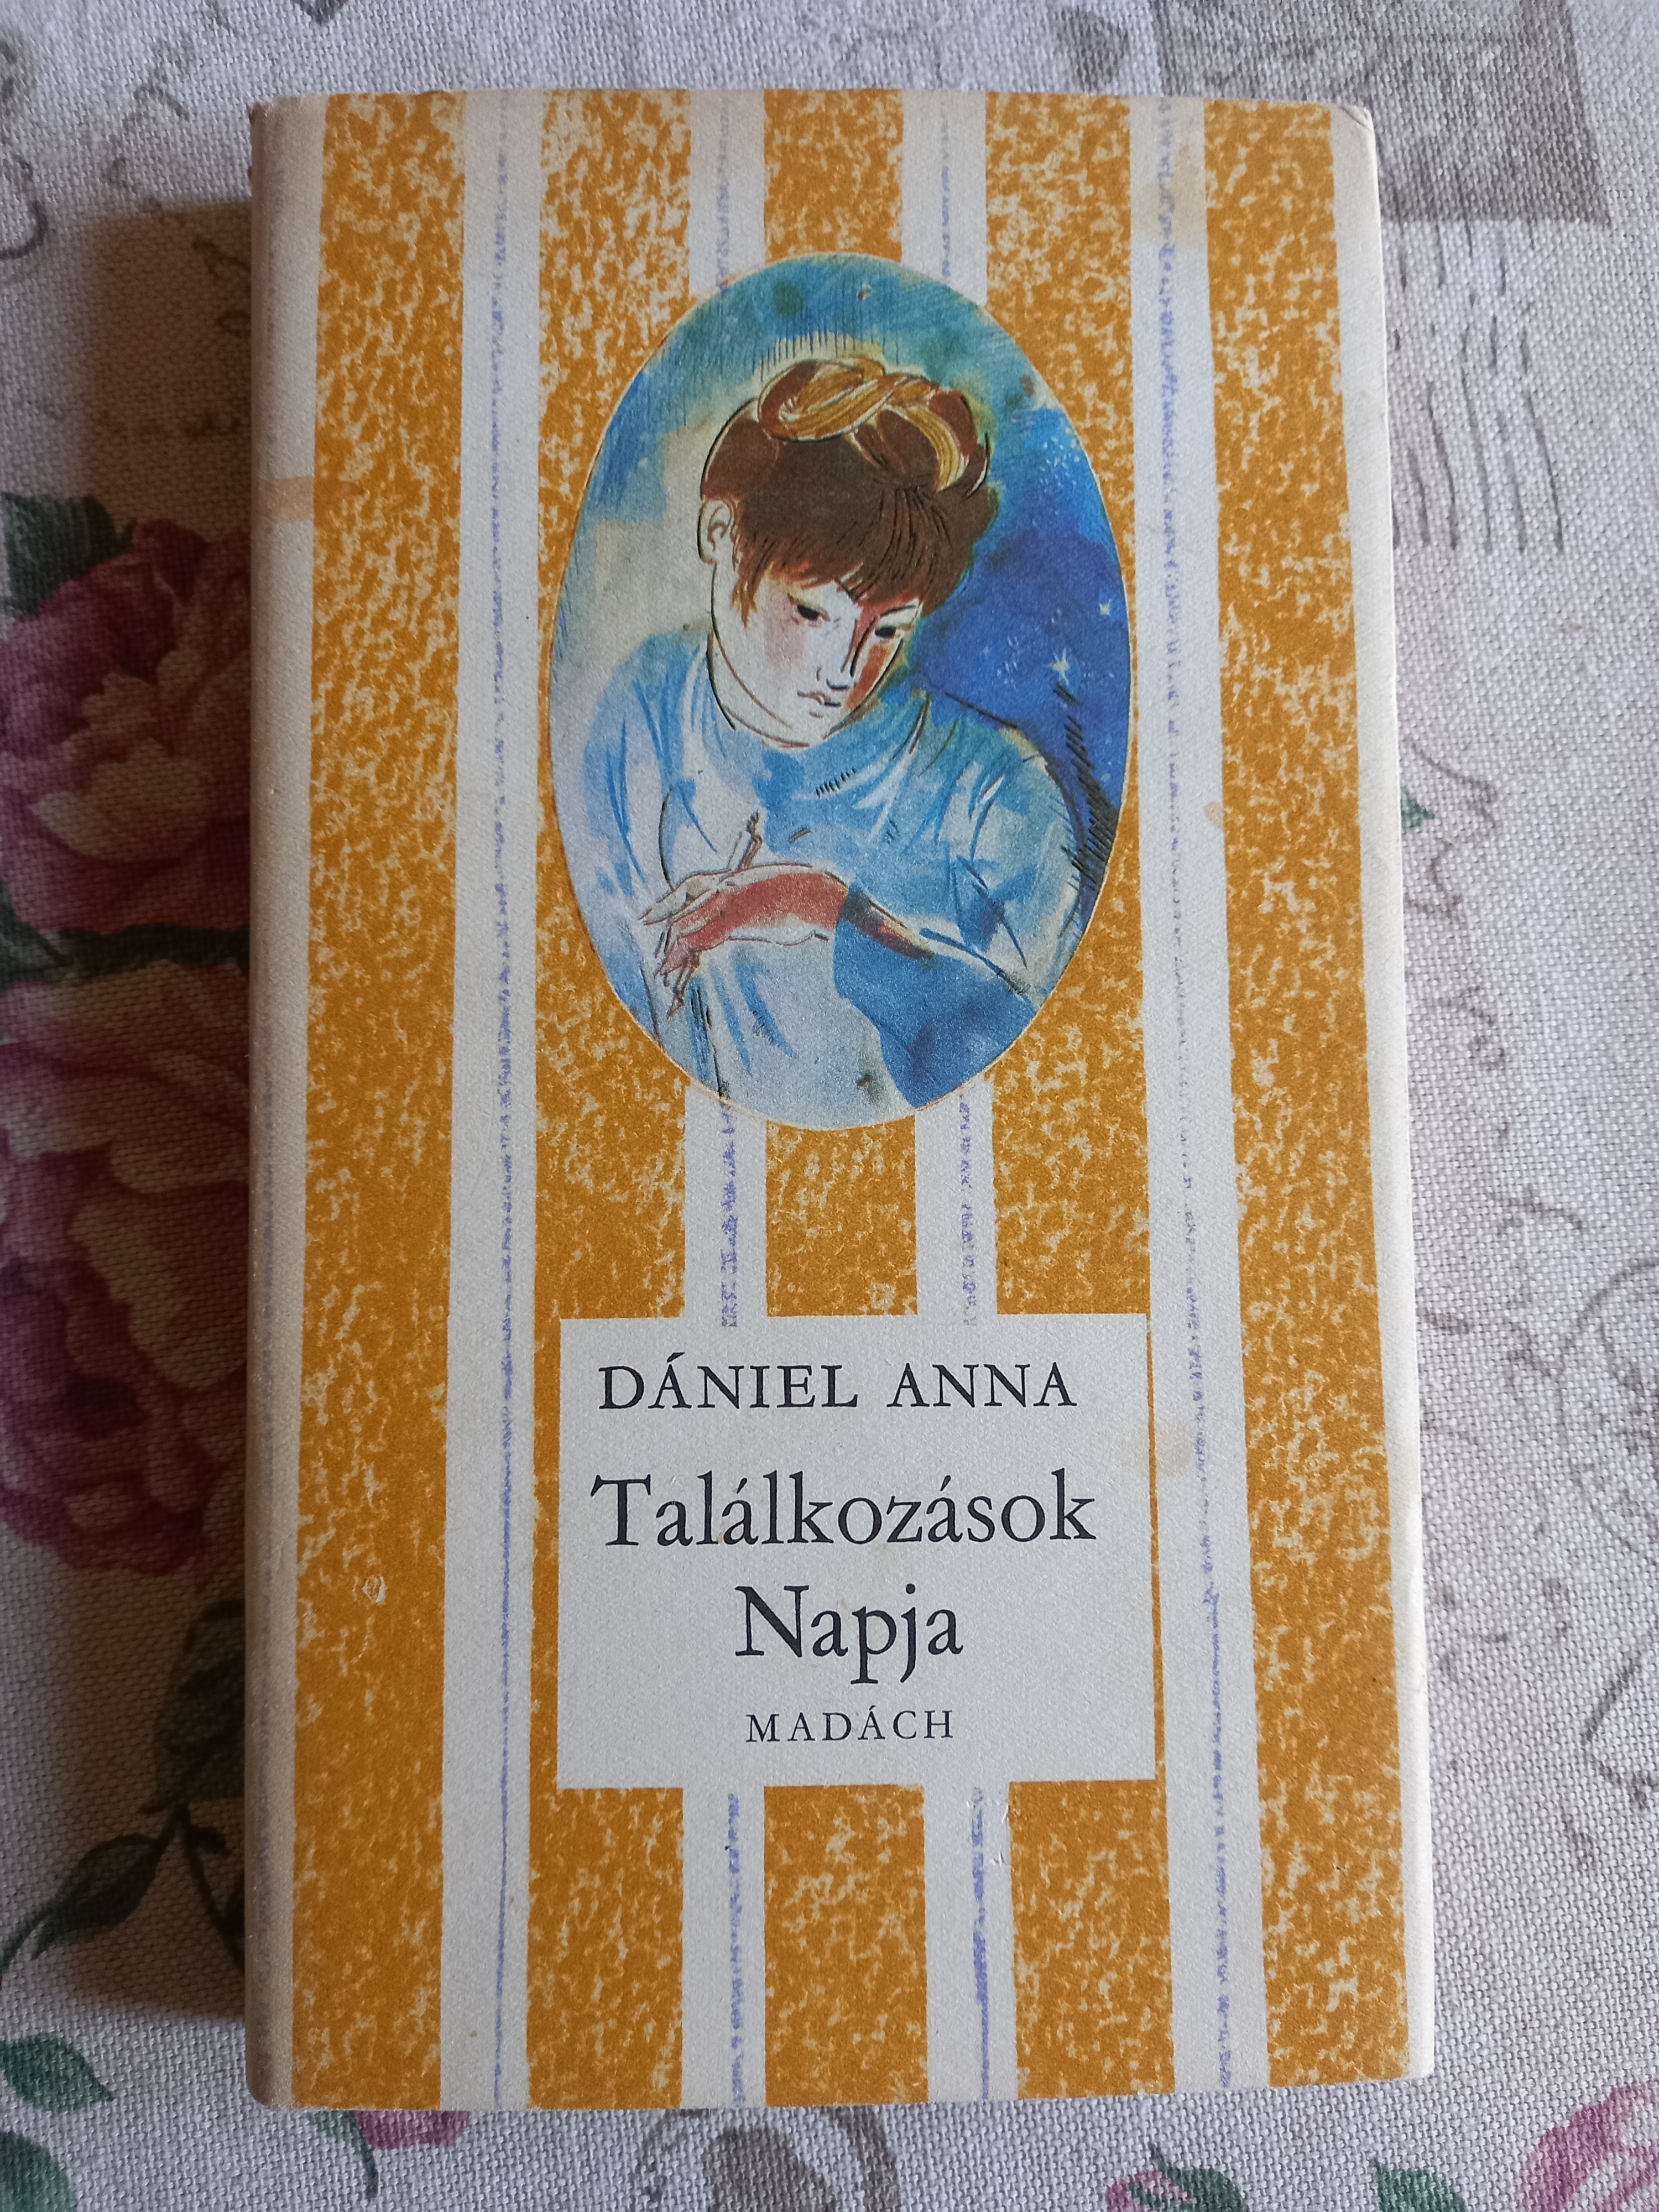 DÁNIEL ANNA
Találkozások
Napja
MADÁCH